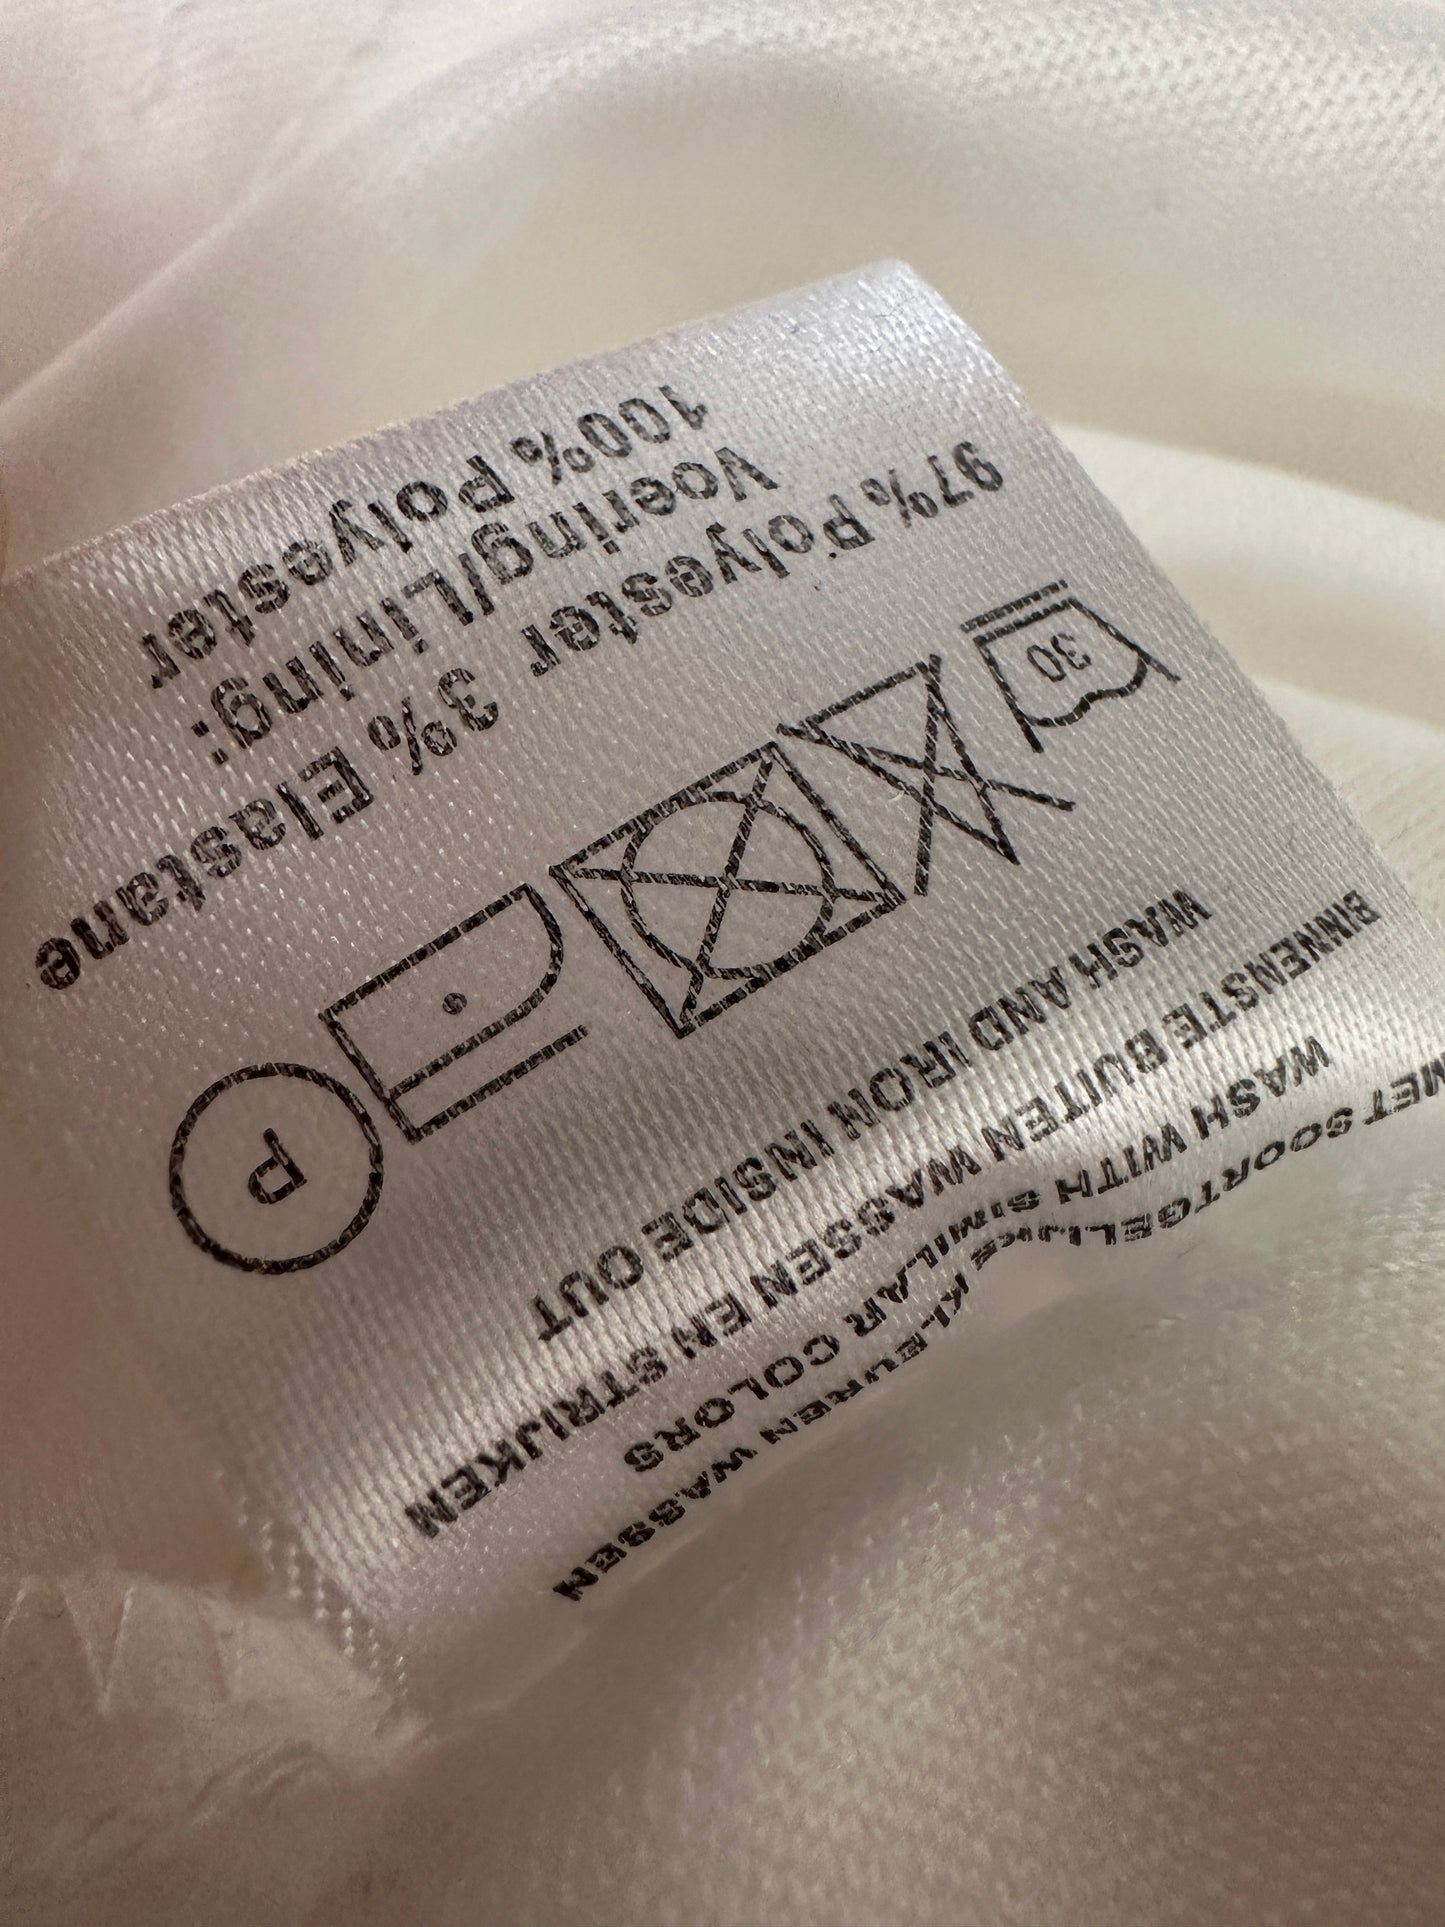 MET SOORTGELIJKE KLEUREN WASSEN
WASH WITH SIMILAR COLORS
BINNENSTE BUITEN WASSEN EN STRIJKEN
WASH AND IRON INSIDE OUT
30 P
97% Polyester 3% Elastane
Voering/Lining:
100% Polyester